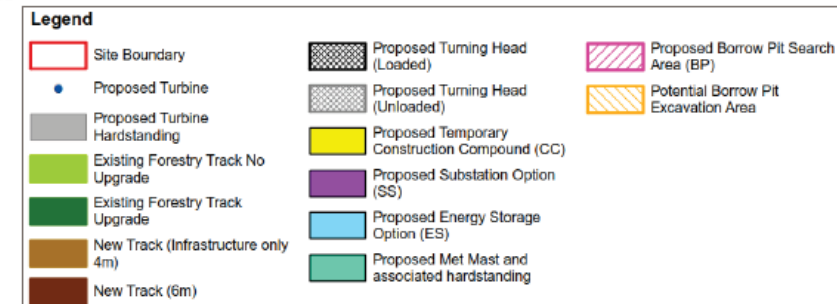 Legend
Site Boundary
Proposed Turbine
Proposed Turbine
Hardstanding
Existing Forestry Track No
Upgrade
Existing Forestry Track
Upgrade
New Track (Infrastructure only
4m)
New Track (6m)
Proposed Turning Head
(Loaded)
Proposed Turning Head
(Unloaded)
Proposed Temporary
Construction Compound (CC)
Proposed Substation Option
(SS)
Proposed Energy Storage
Option (ES)
Proposed Met Mast and
associated hardstanding
Proposed Borrow Pit Search
Area (BP)
Potential Borrow Pit
Excavation Area